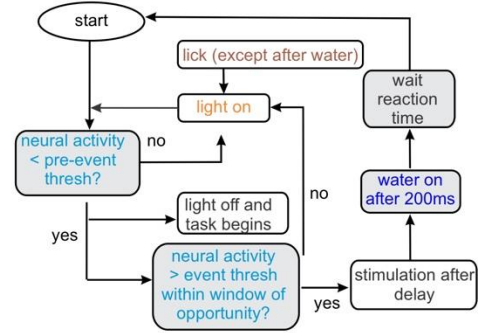 start
lick (except after water)
light on
wait
reaction
time
neural activity
< pre-event
thresh?
no
water on
after 200ms
light off and
task begins
no
yes
neural activity
> event thresh
within window of
opportunity?
yes
stimulation after
delay